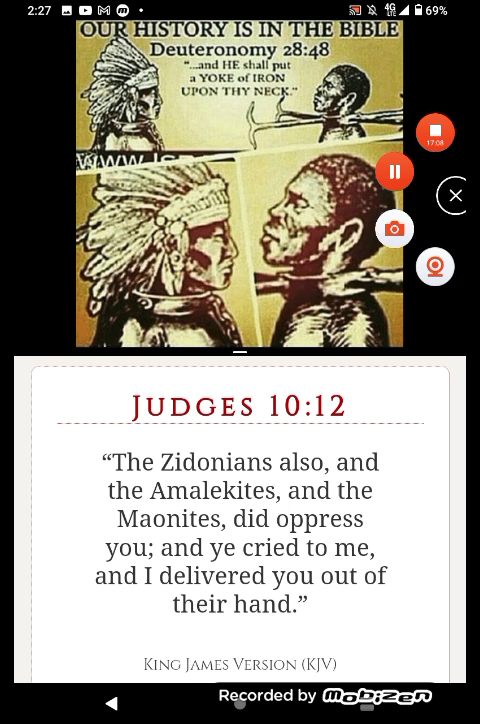 2:27
4G
LTE
69%
OUR HISTORY IS IN THE BIBLE
Deuteronomy 28:48
"...and HE shall put
a YOKE of IRON
UPON THY NECK."
17:08
JUDGES 10:12
“The Zidonians also, and
the Amalekites, and the
Maonites, did oppress
you; and ye cried to me,
and I delivered you out of
their hand.”
KING JAMES VERSION (KJV)
Recorded by Mobizen